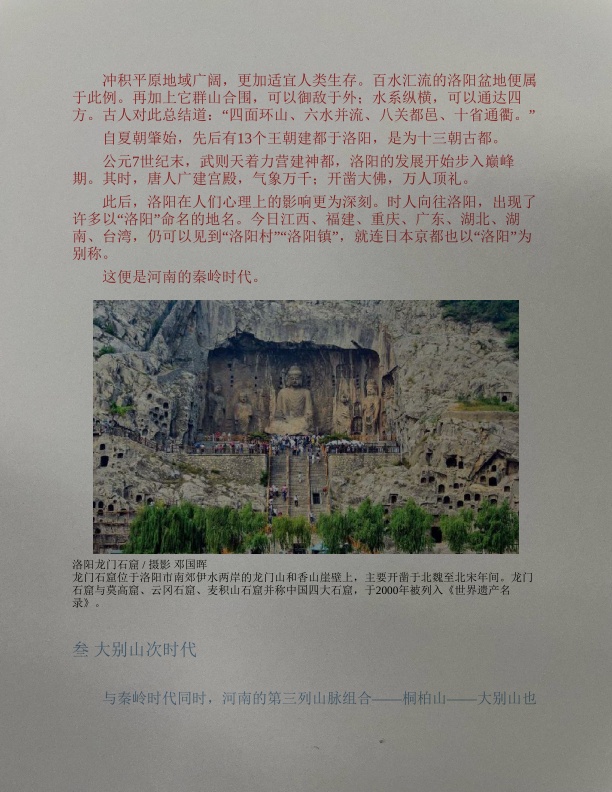 冲积平原地域广阔，更加适宜人类生存。百水汇流的洛阳盆地便属
于此例。再加上它群山合围，可以御敌于外；水系纵横，可以通达四
方。古人对此总结道：“四面环山、六水并流、八关都邑、十省通衢。”
自夏朝肇始，先后有13个王朝建都于洛阳，是为十三朝古都。
公元7世纪末，武则天着力营建神都，洛阳的发展开始步入巅峰
期。其时，唐人广建宫殿，气象万千；开凿大佛，万人顶礼。
此后，洛阳在人们心理上的影响更为深刻。时人向往洛阳，出现了
许多以“洛阳”命名的地名。今日江西、福建、重庆、广东、湖北、湖
南、台湾，仍可以见到“洛阳村”“洛阳镇”，就连日本京都也以“洛阳”为
别称。
这便是河南的秦岭时代。
洛阳龙门石窟 / 摄影 邓国晖
龙门石窟位于洛阳市南郊伊水两岸的龙门山和香山崖壁上，主要开凿于北魏至北宋年间。龙门
石窟与莫高窟、云冈石窟、麦积山石窟并称中国四大石窟，于2000年被列入《世界遗产名
录》。
叁 大别山次时代
与秦岭时代同时，河南的第三列山脉组合——桐柏山——大别山也